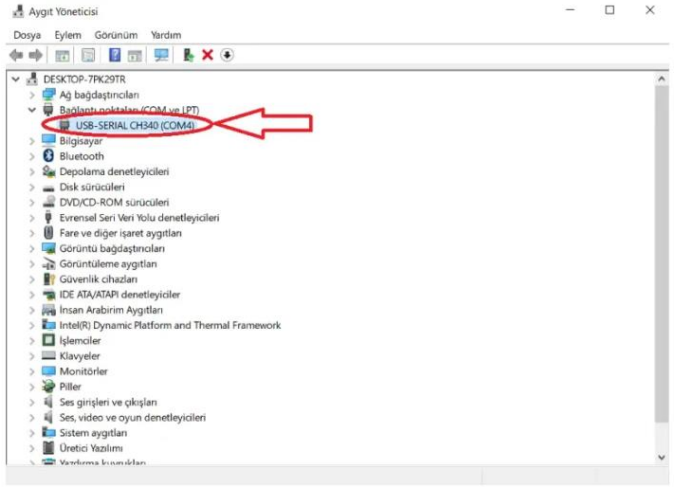 Aygıt Yöneticisi
Dosya Eylem Görünüm Yardım
DESKTOP-7PK29TR
Ağ bağdaştırıcıları
Bağlantı noktaları (COM ve LPT)
USB-SERIAL CH340 (COM4)
Bilgisayar
Bluetooth
Depolama denetleyicileri
Disk sürücüleri
DVD/CD-ROM sürücüleri
Evrensel Seri Veri Yolu denetleyicileri
Fare ve diğer işaret aygıtları
Görüntü bağdaştırıcıları
Görüntüleme aygıtları
Güvenlik cihazları
IDE ATA/ATAPI denetleyiciler
İnsan Arabirim Aygıtları
Intel(R) Dynamic Platform and Thermal Framework
İşlemciler
Klavyeler
Monitörler
Piller
Ses girişleri ve çıkışları
Ses, video ve oyun denetleyicileri
Sistem aygıtları
Üretici Yazılımı
Yazdırma kuyrukları